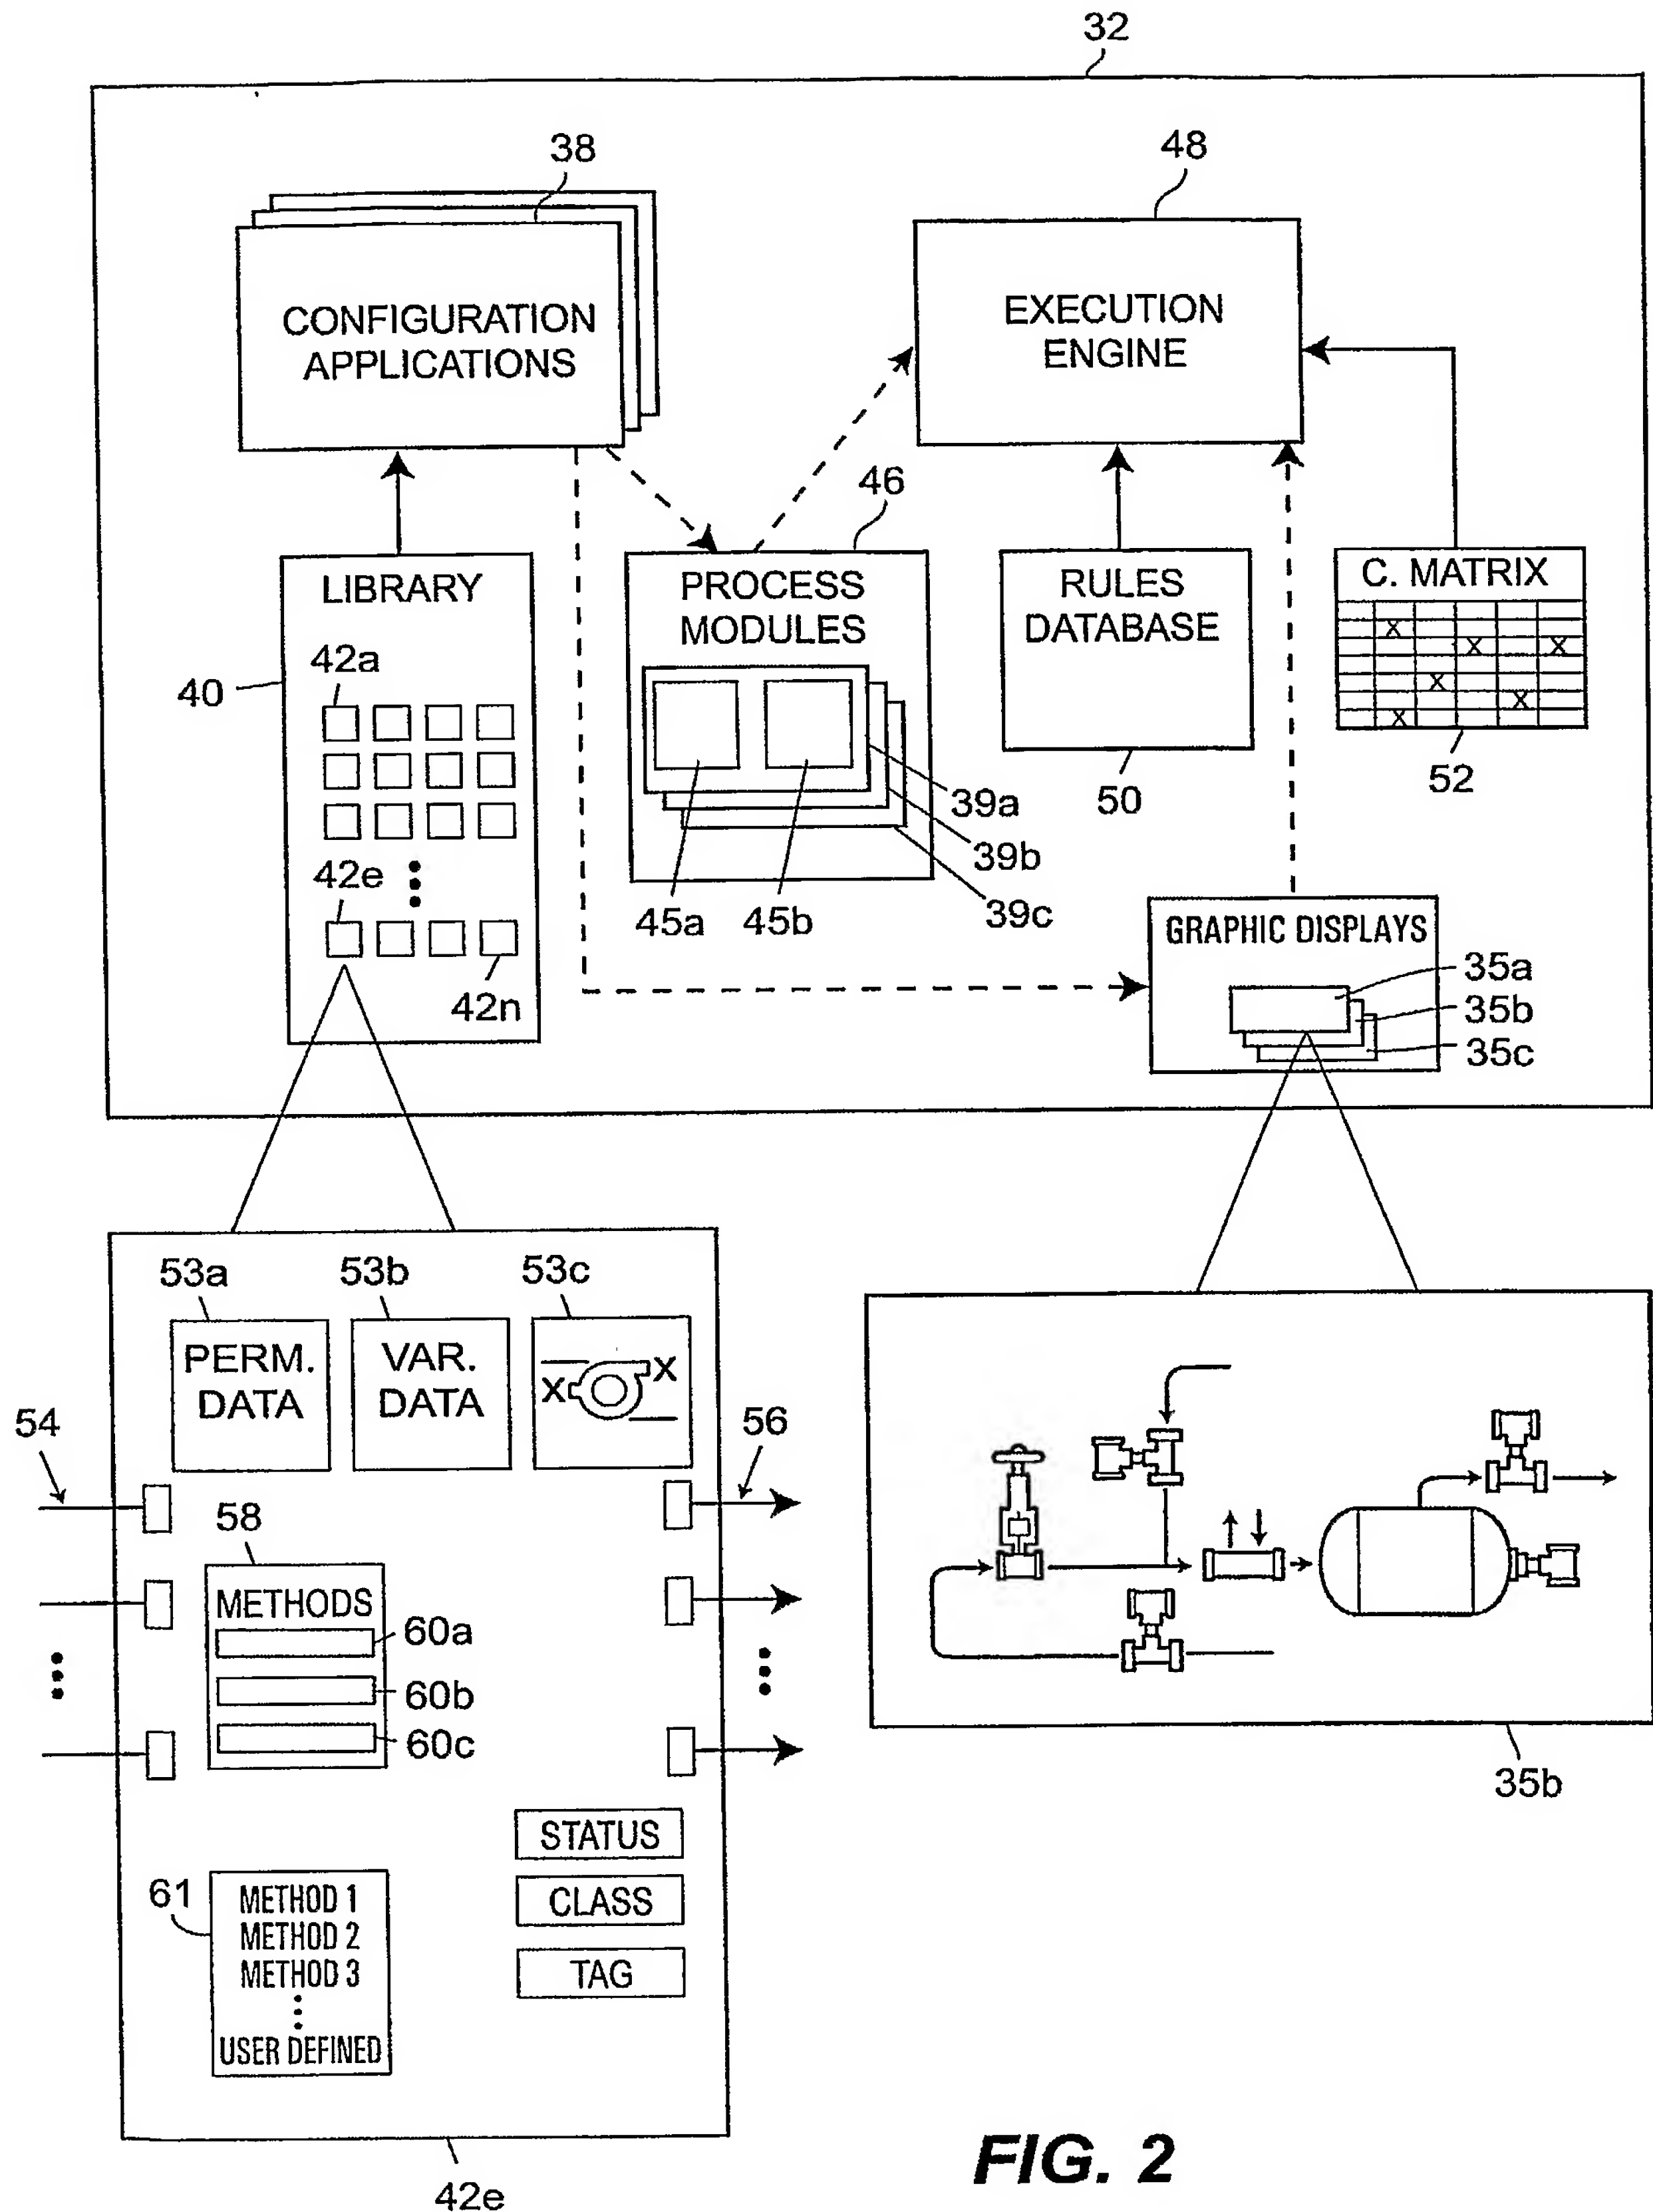 32
38
48
CONFIGURATION
APPLICATIONS
EXECUTION
ENGINE
46
LIBRARY
42a
40
42e
42n
PROCESS
MODULES
39a
39b
39c
45a
45b
RULES
DATABASE
50
C. MATRIX
X
X
X
X
X
X
52
GRAPHIC DISPLAYS
35a
35b
35c
53a
53b
53c
PERM.
DATA
VAR.
DATA
X
X
54
56
58
METHODS
60a
60b
60c
STATUS
CLASS
TAG
61
METHOD 1
METHOD 2
METHOD 3
USER DEFINED
42e
35b
FIG. 2